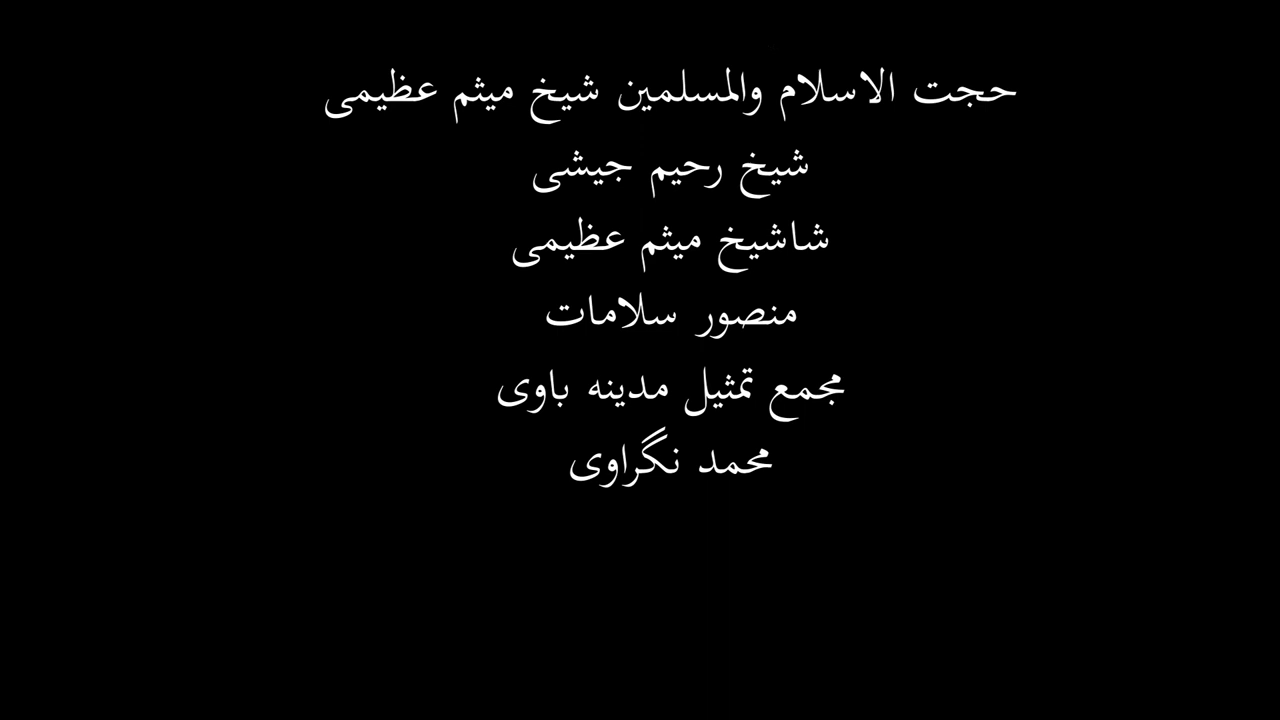 حجت الاسلام والمسلمین شیخ میثم عظیمی
شیخ رحیم جیشی
شاشیخ میثم عظیمی
منصور سلامات
مجمع تمثیل مدینه باوی
محمد نگراوی